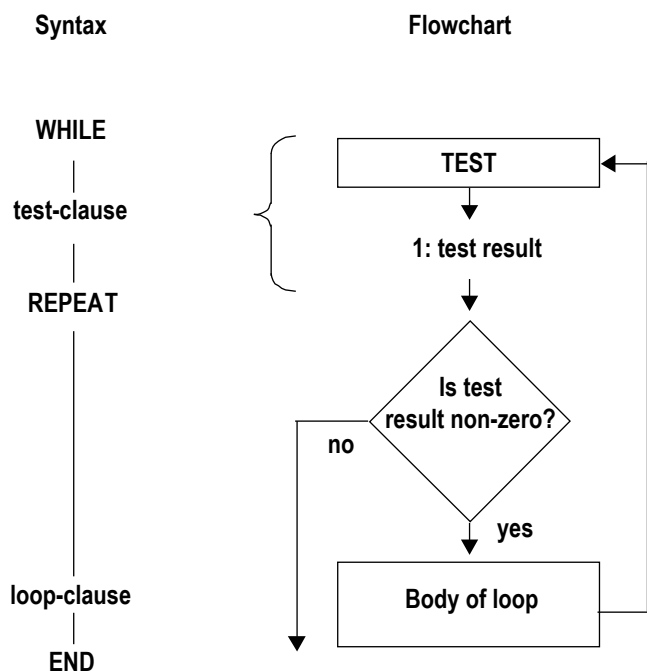 Syntax
Flowchart
WHILE
test-clause
REPEAT
loop-clause
END
TEST
1: test result
Is test
result non-zero?
no
yes
Body of loop